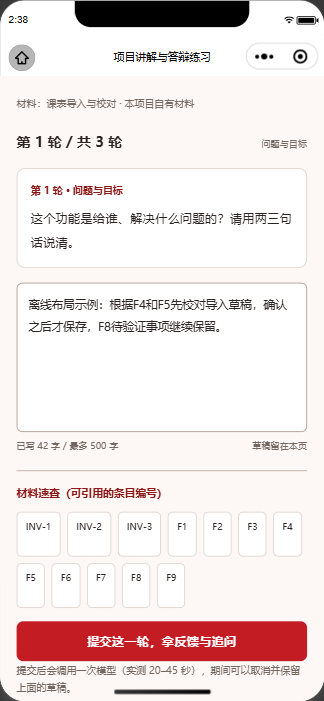 2:38
项目讲解与答辩练习
材料：课表导入与校对 · 本项目自有材料
第 1 轮 / 共 3 轮
问题与目标
第 1 轮 · 问题与目标
这个功能是给谁、解决什么问题的？请用两三句
话说清。
离线布局示例：根据F4和F5先校对导入草稿，确认
之后才保存，F8待验证事项继续保留。
已写 42 字 / 最多 500 字
草稿留在本页
材料速查（可引用的条目编号）
INV-1 INV-2 INV-3 F1 F2 F3 F4
F5 F6 F7 F8 F9
提交这一轮，拿反馈与追问
提交后会调用一次模型（实测 20–45 秒），期间可以取消并保留
上面的草稿。